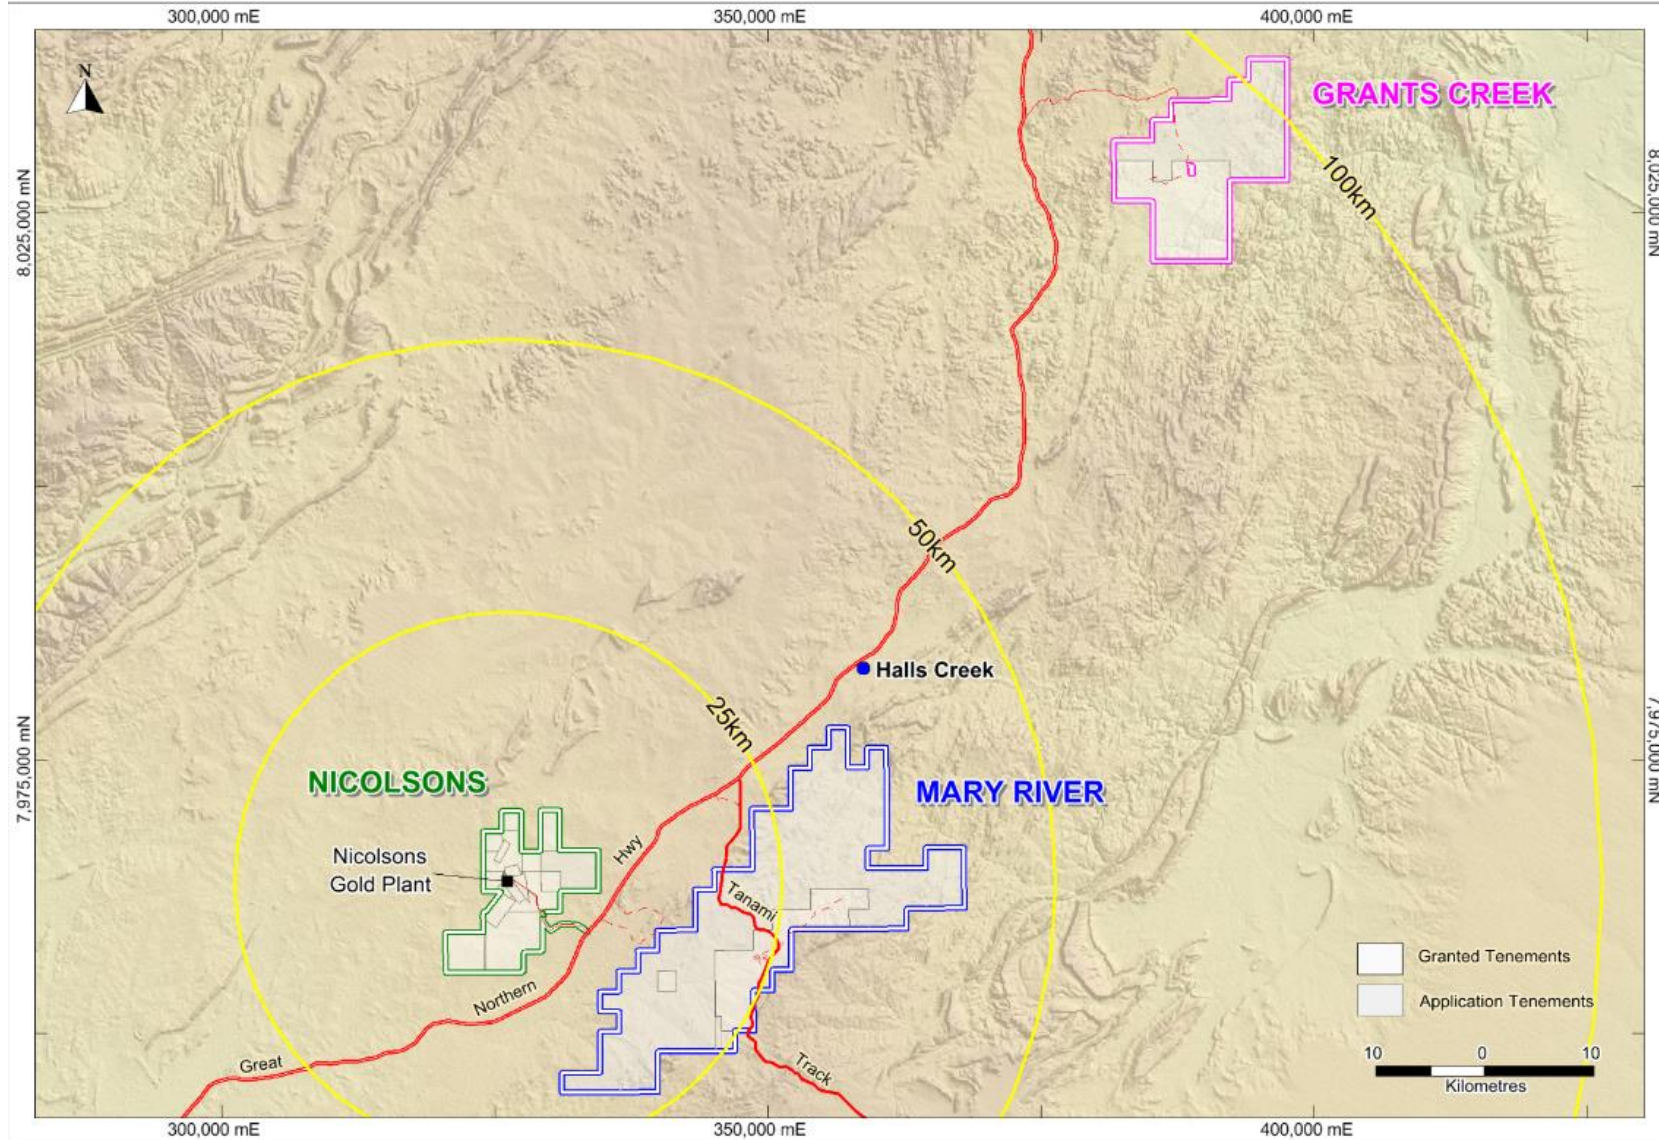 300,000 mE
350,000 mE
400,000 mE
N
GRANTS CREEK
100km
8,025,000 mN
8,025,000 mN
50km
Halls Creek
25km
7,975,000 mN
7,975,000 mN
NICOLSONS
MARY RIVER
Hwy
Nicolsons
Gold Plant
Tanami
Northern
Great
Track
Granted Tenements
Application Tenements
10 0 10
Kilometres
300,000 mE
350,000 mE
400,000 mE